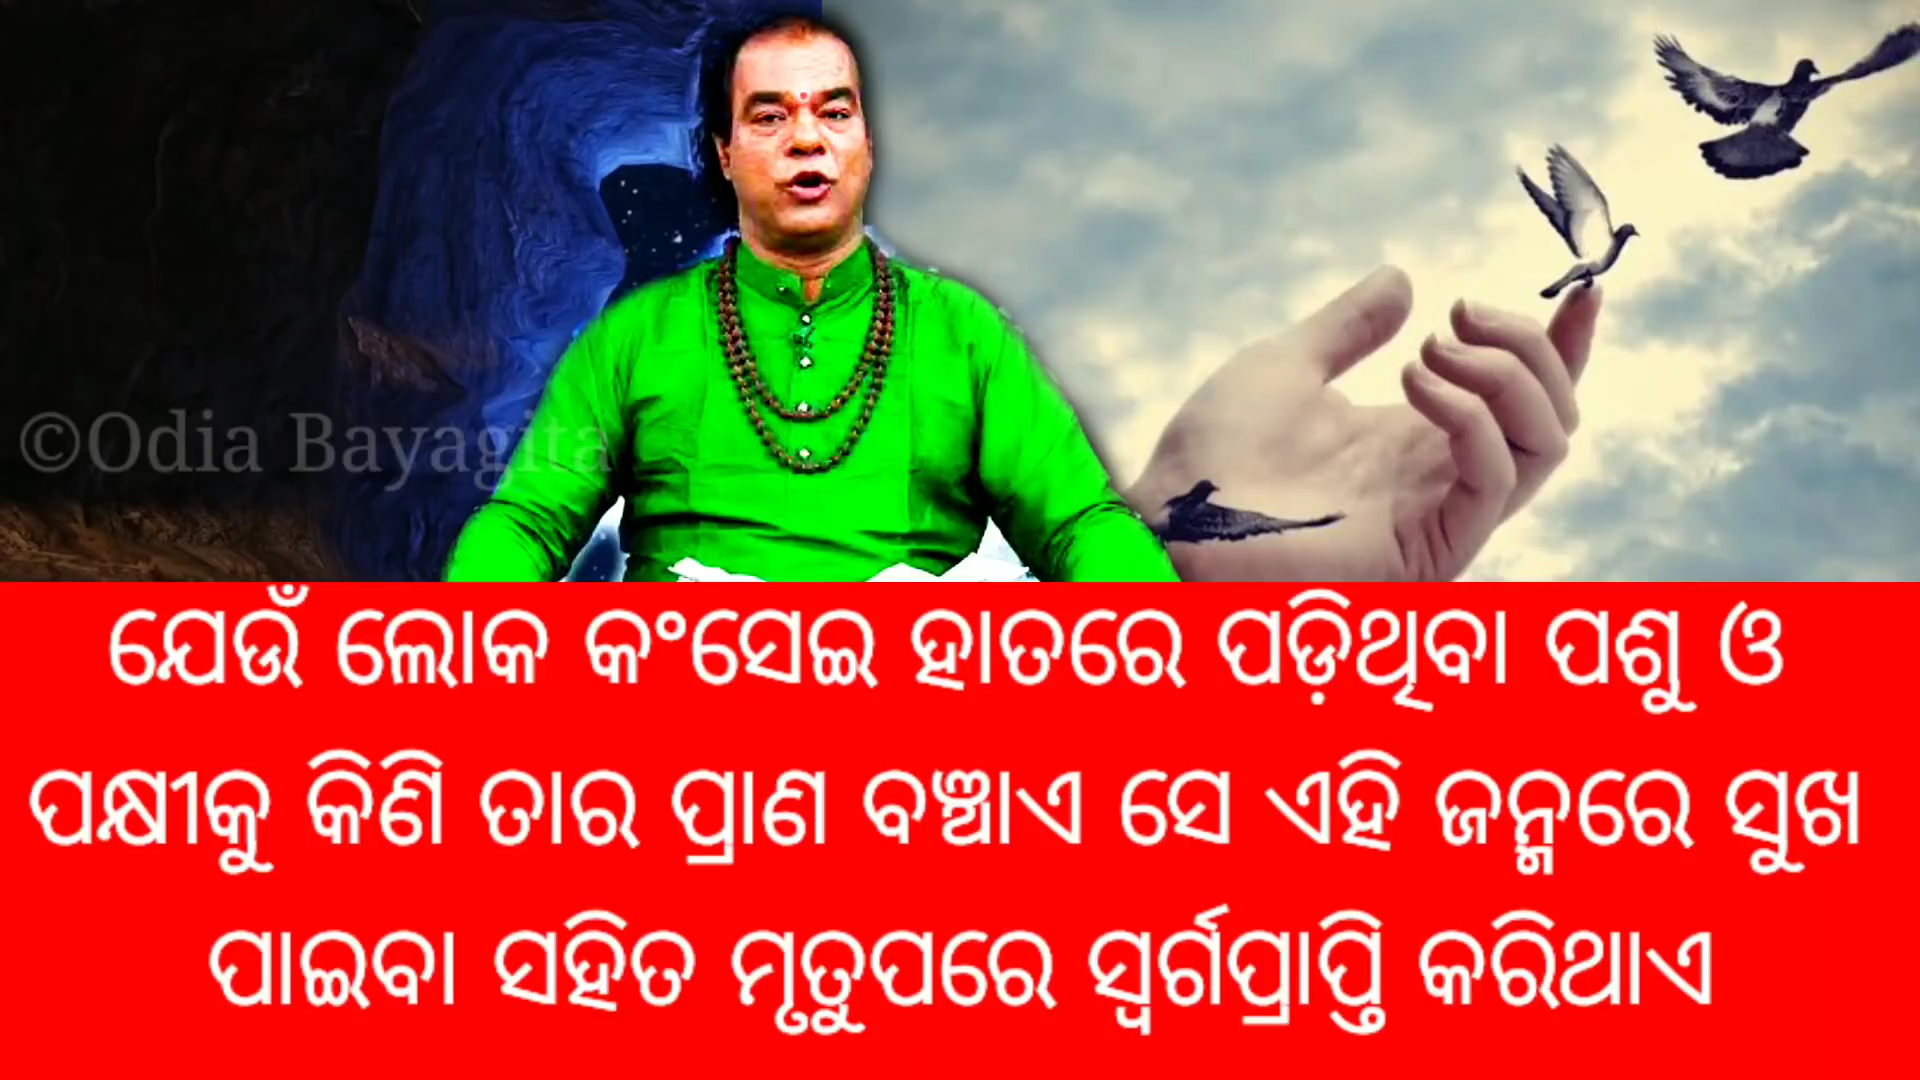 ©Odia Bayagita
ଯେଉଁ ଲୋକ କଂସେଇ ହାତରେ ପଡ଼ିଥିବା ପଶୁ ଓ
ପକ୍ଷୀକୁ କିଣି ତାର ପ୍ରାଣ ବଞ୍ଚାଏ ସେ ଏହି ଜନ୍ମରେ ସୁଖ
ପାଇବା ସହିତ ମୃତୁପରେ ସ୍ୱର୍ଗପ୍ରାପ୍ତି କରିଥାଏ